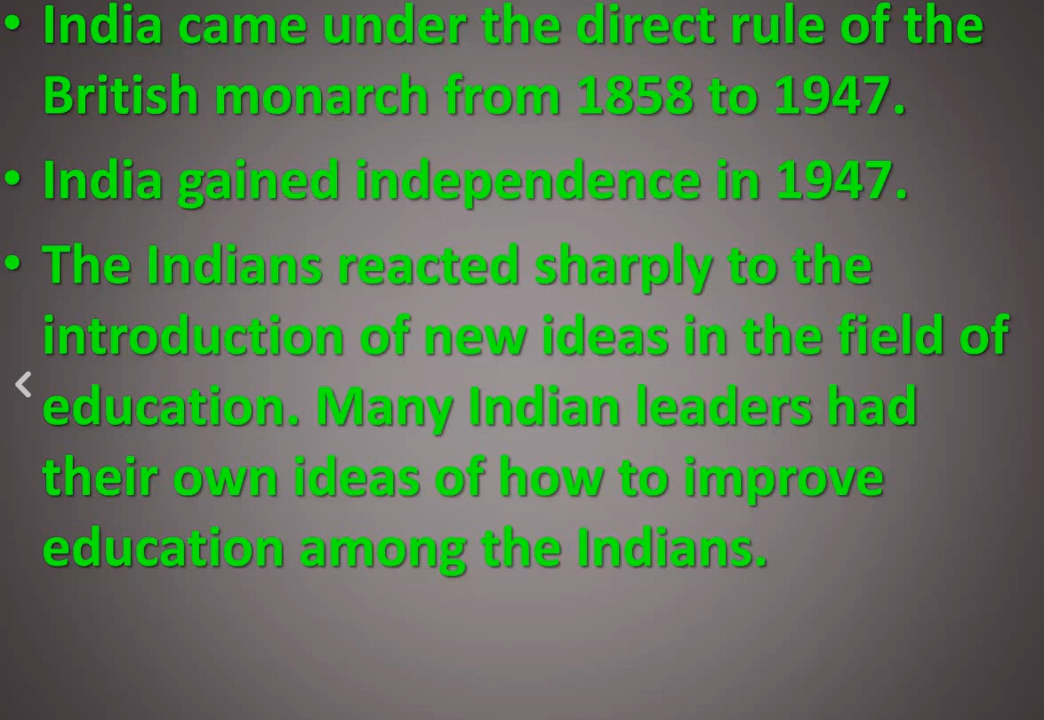 • India came under the direct rule of the
British monarch from 1858 to 1947.
• India gained independence in 1947.
• The Indians reacted sharply to the
introduction of new ideas in the field of
education. Many Indian leaders had
their own ideas of how to improve
education among the Indians.